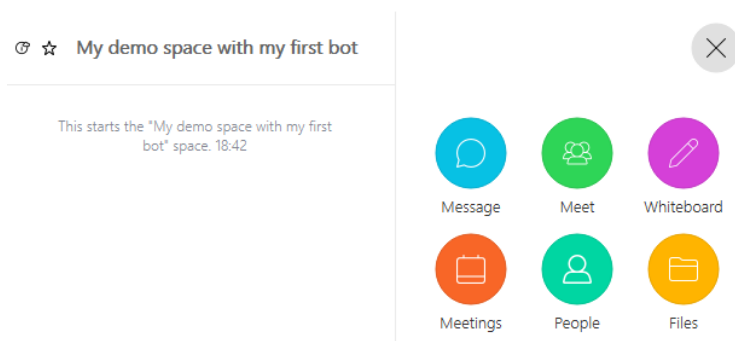 My demo space with my first bot
This starts the "My demo space with my first
bot" space. 18:42
Message
Meet
Whiteboard
Meetings
People
Files